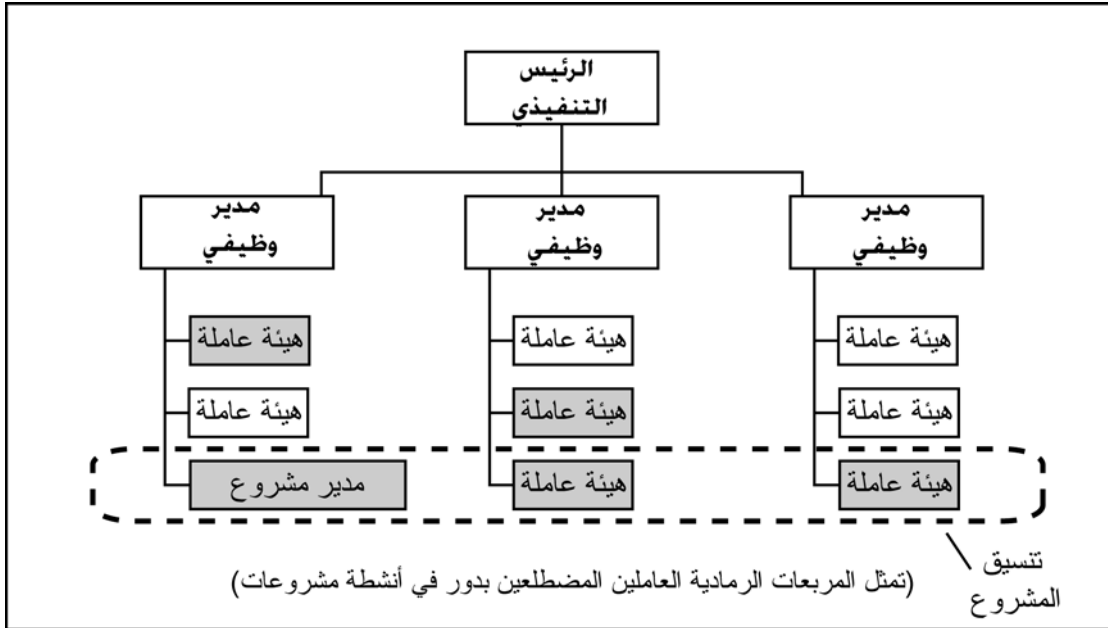 الرئيس
التنفيذي
مدير
وظيفي
مدير
وظيفي
مدير
وظيفي
هيئة عاملة
هيئة عاملة
هيئة عاملة
هيئة عاملة
هيئة عاملة
هيئة عاملة
هيئة عاملة
هيئة عاملة
مدير مشروع
تنسيق
المشروع
(تمثل المربعات الرمادية العاملين المضطلعين بدور في أنشطة مشروعات)